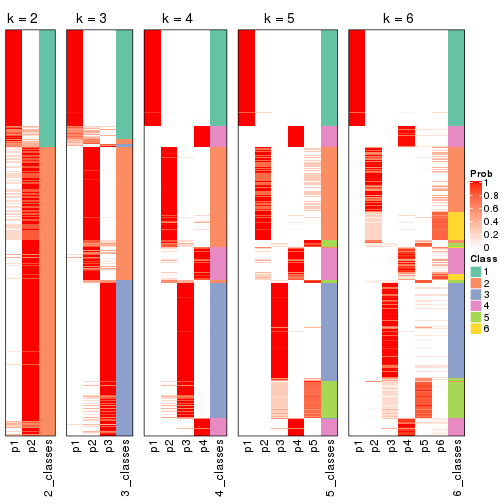 k = 2
k = 3
k = 4
k = 5
k = 6
p1
p2
2_classes
p1
p2
p3
3_classes
p1
p2
p3
p4
4_classes
p1
p2
p3
p4
p5
5_classes
p1
p2
p3
p4
p5
p6
6_classes
Prob
1
0.8
0.6
0.4
0.2
0
Class
1
2
3
4
5
6